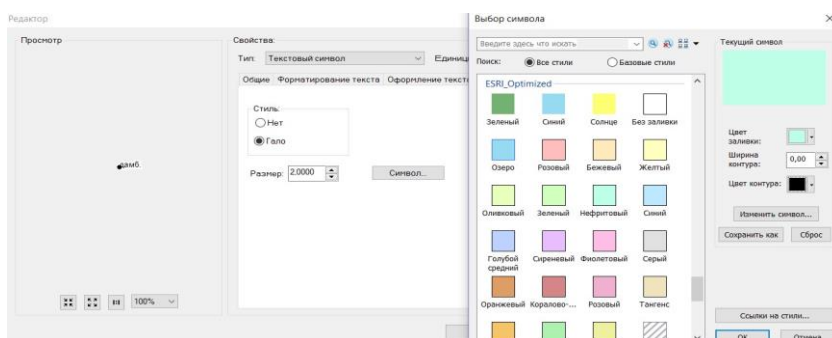 Редактор
Просмотр
дамб.
100%
Свойства:
Тип: Текстовый символ
Единиц
Общие Форматирование текста Оформление текст
Стиль:
Нет
Гало
Размер: 2,0000
Символ...
Выбор символа
Введите здесь что искать
Поиск: Все стили Базовые стили
ESRI_Optimized
Зеленый Синий Солнце Без заливки
Озеро Розовый Бежевый Желтый
Оливковый Зеленый Нефритовый Синий
Голубой средний Сиреневый Фиолетовый Серый
Оранжевый Коралово-... Розовый Тангенс
Текущий символ
Цвет заливки:
Ширина контура: 0,00
Цвет контура:
Изменить символ...
Сохранить как Сброс
Ссылки на стили...
OK Отмена